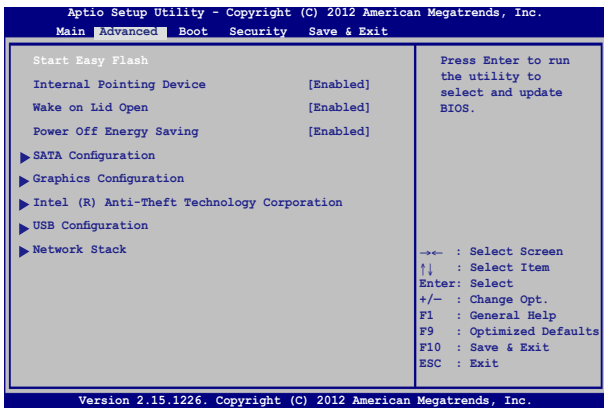 Aptio Setup Utility - Copyright (C) 2012 American Megatrends, Inc.
Main Advanced Boot Security Save & Exit
Start Easy Flash
Internal Pointing Device [Enabled]
Wake on Lid Open [Enabled]
Power Off Energy Saving [Enabled]
▶ SATA Configuration
▶ Graphics Configuration
▶ Intel (R) Anti-Theft Technology Corporation
▶ USB Configuration
▶ Network Stack
Press Enter to run
the utility to
select and update
BIOS.
→← : Select Screen
↑↓ : Select Item
Enter: Select
+/— : Change Opt.
F1 : General Help
F9 : Optimized Defaults
F10 : Save & Exit
ESC : Exit
Version 2.15.1226. Copyright (C) 2012 American Megatrends, Inc.